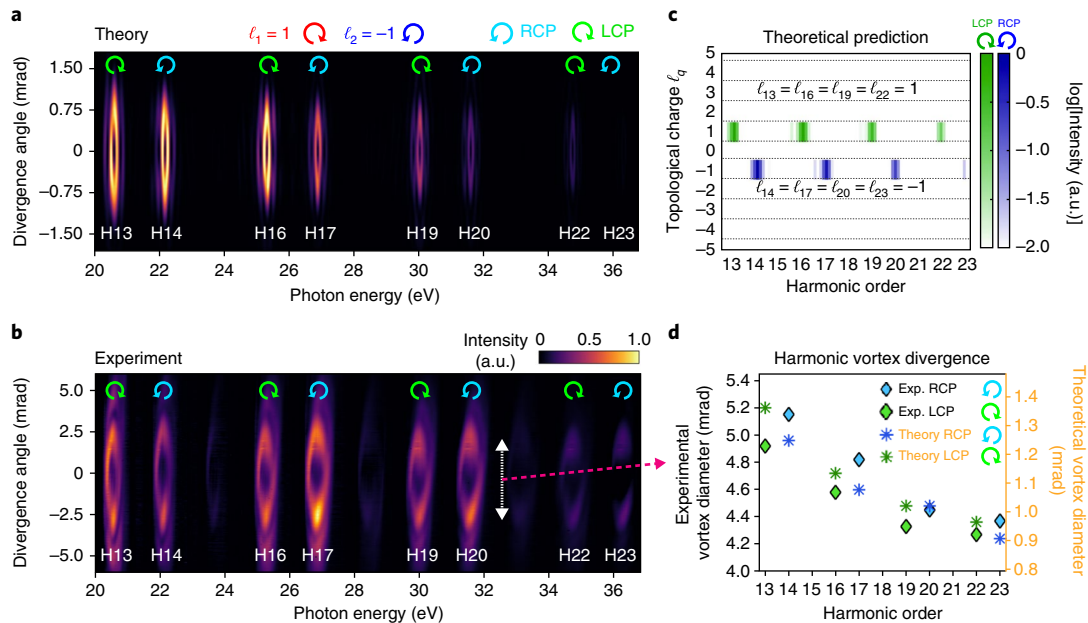 a
Theory
ℓ1 = 1
ℓ2 = −1
RCP
LCP
Divergence angle (mrad)
1.50
0.75
0
−0.75
−1.50
H13 H14 H16 H17 H19 H20 H22 H23
20 22 24 26 28 30 32 34 36
Photon energy (eV)
b
Experiment
Intensity (a.u.)
0 0.5 1.0
Divergence angle (mrad)
5.0
2.5
0
−2.5
−5.0
H13 H14 H16 H17 H19 H20 H22 H23
20 22 24 26 28 30 32 34 36
Photon energy (eV)
c
Theoretical prediction
LCP RCP
Topological charge ℓq
5
4
3
2
1
0
−1
−2
−3
−4
−5
ℓ13 = ℓ16 = ℓ19 = ℓ22 = 1
ℓ14 = ℓ17 = ℓ20 = ℓ23 = −1
13 14 15 16 17 18 19 20 21 22 23
Harmonic order
0
−0.5
−1.0
−1.5
−2.0
log[Intensity (a.u.)]
d
Harmonic vortex divergence
Experimental
vortex diameter (mrad)
5.4
5.2
5.0
4.8
4.6
4.4
4.2
4.0
Exp. RCP
Exp. LCP
Theory RCP
Theory LCP
13 14 15 16 17 18 19 20 21 22 23
Harmonic order
1.4
1.3
1.2
1.1
1.0
0.9
0.8
Theoretical vortex diameter
(mrad)